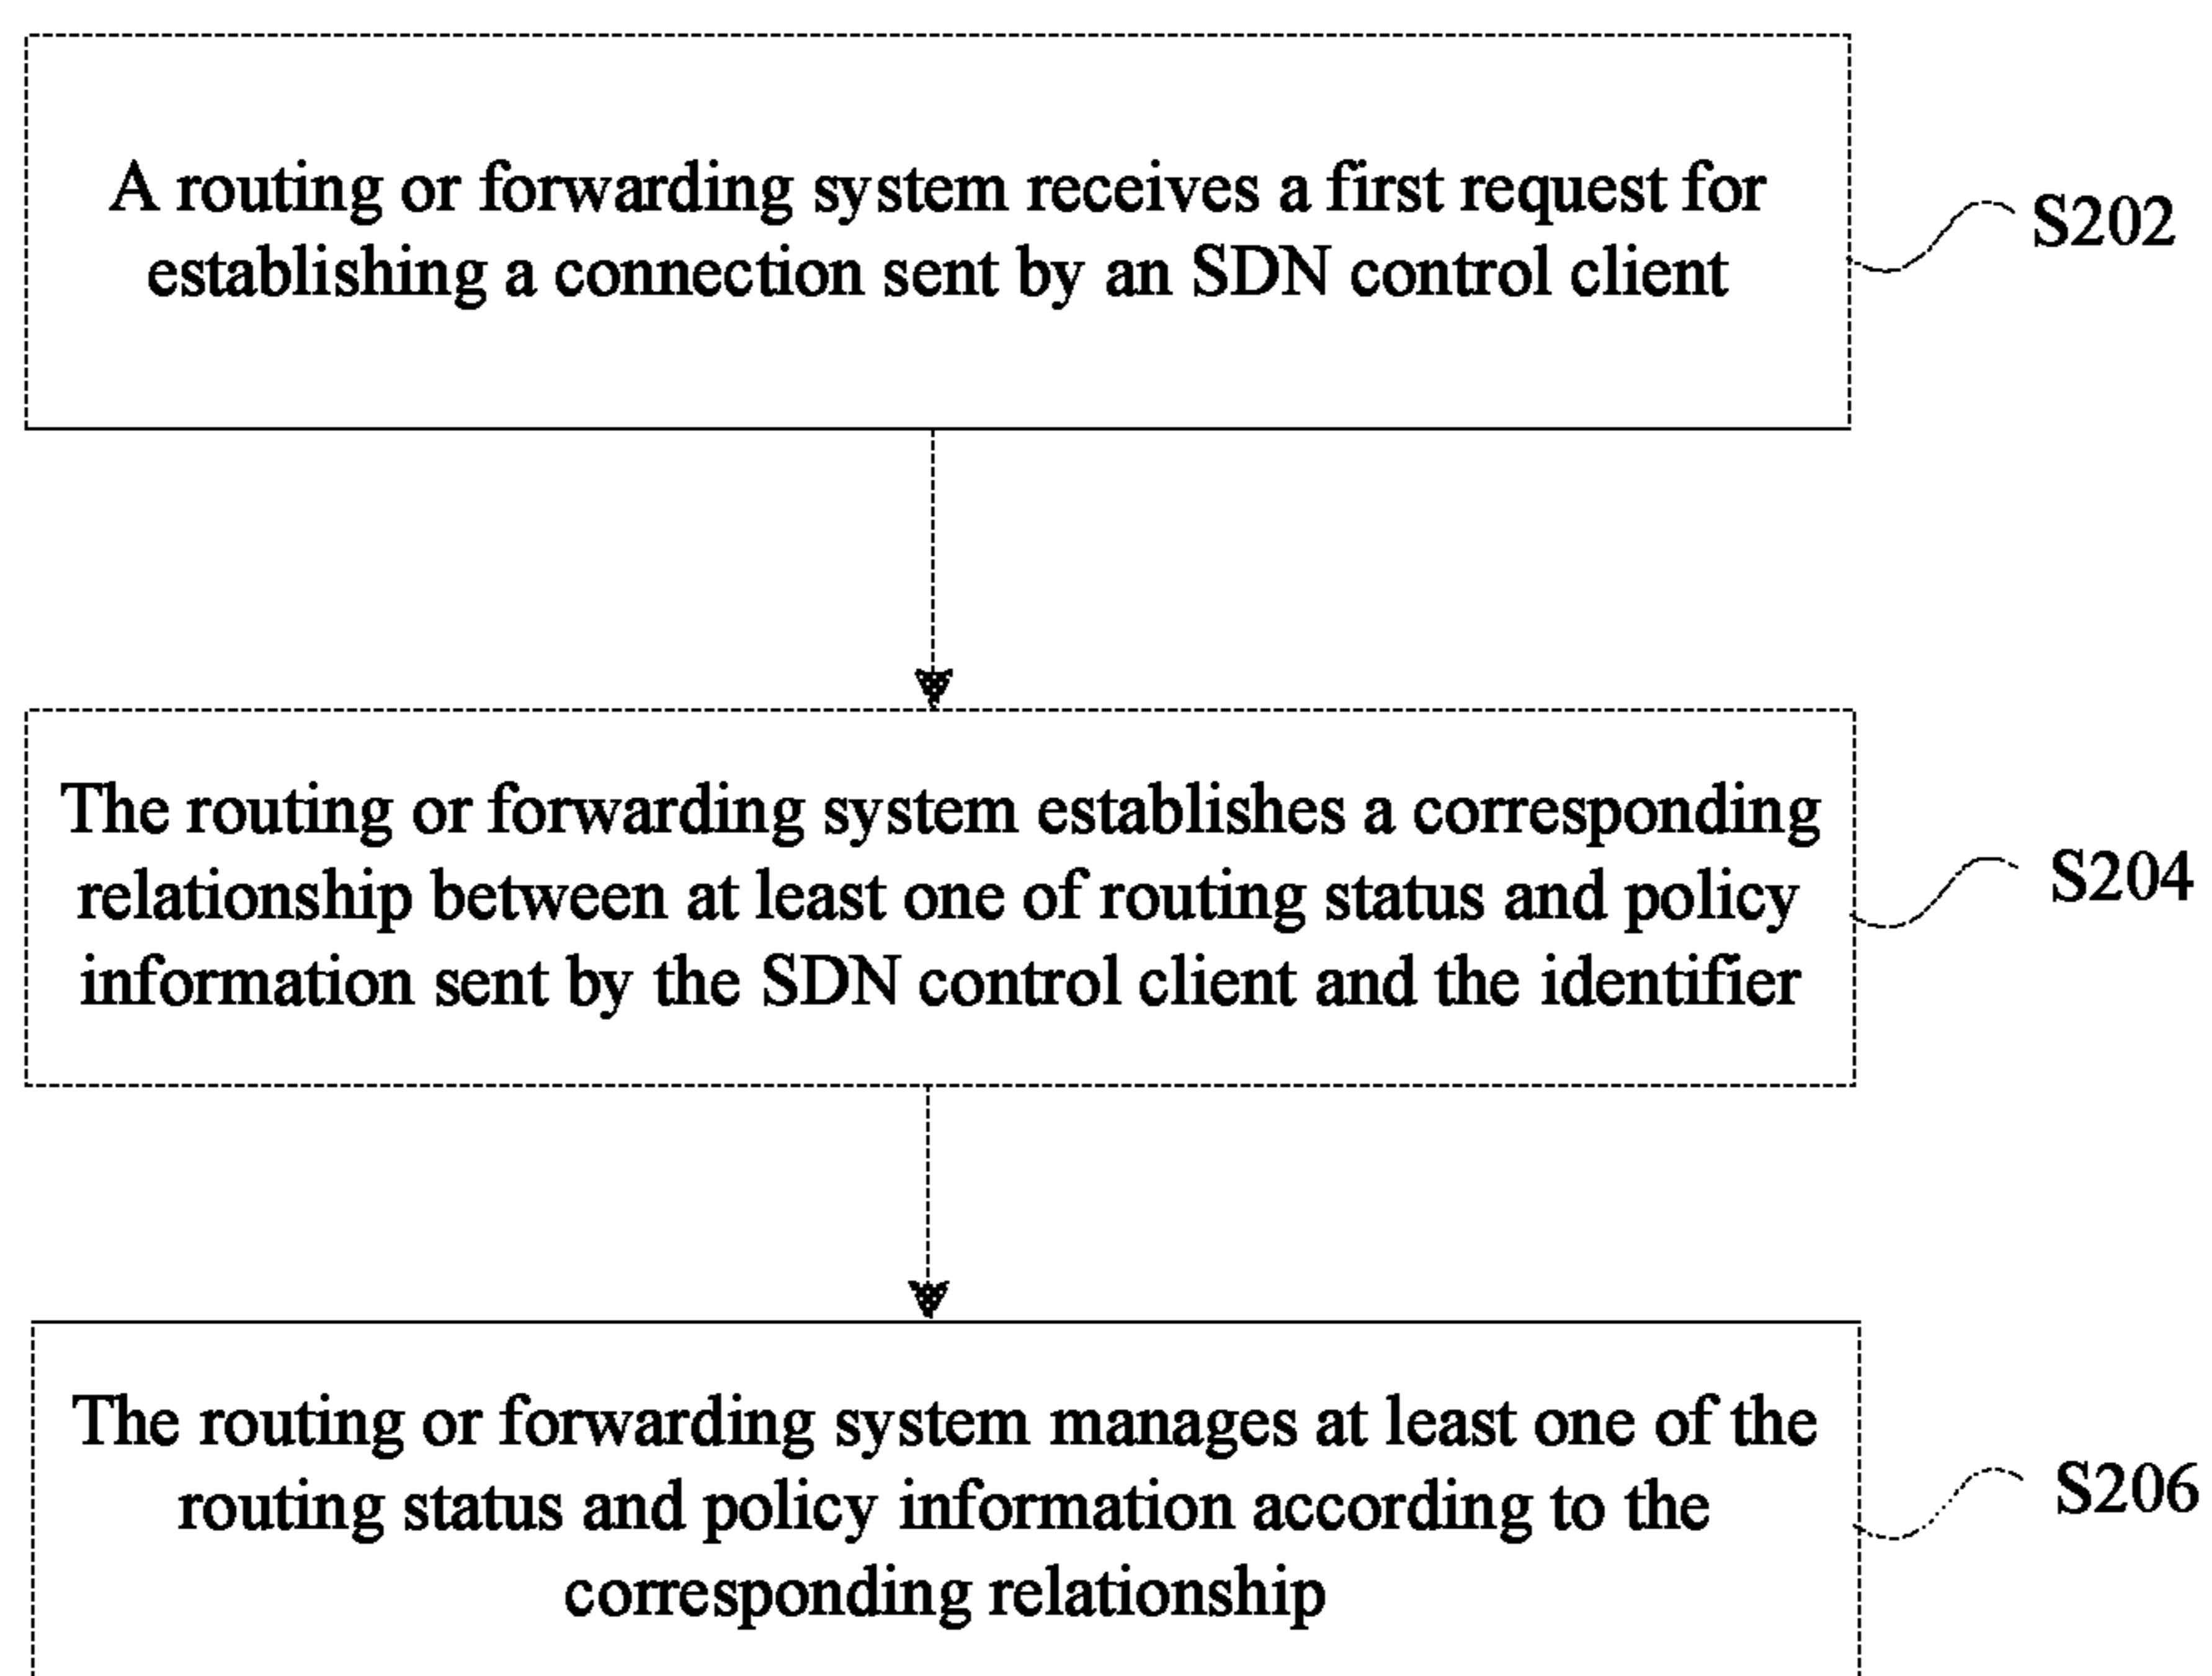 A routing or forwarding system receives a first request for
establishing a connection sent by an SDN control client
S202
The routing or forwarding system establishes a corresponding
relationship between at least one of routing status and policy
information sent by the SDN control client and the identifier
S204
The routing or forwarding system manages at least one of the
routing status and policy information according to the
corresponding relationship
S206